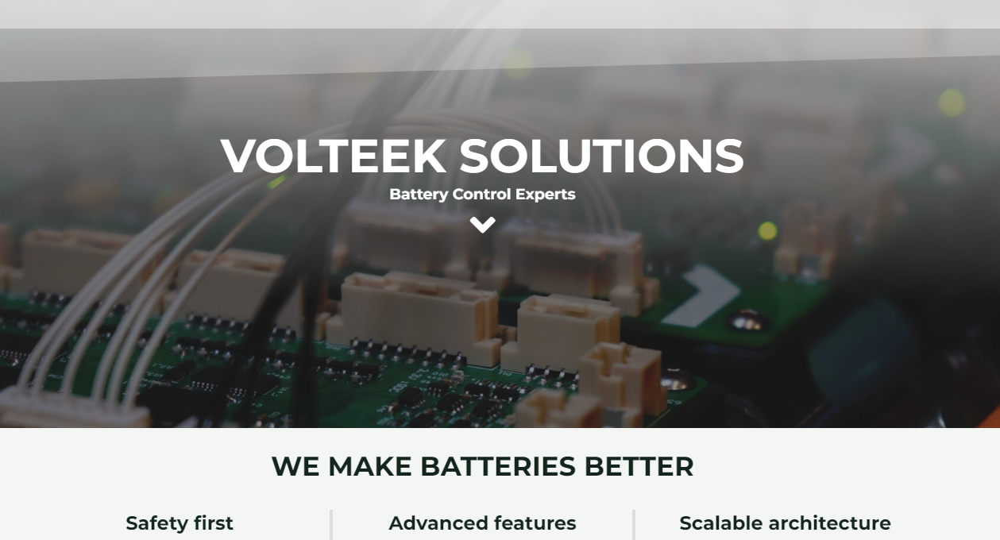 VOLTEEK SOLUTIONS
Battery Control Experts
WE MAKE BATTERIES BETTER
Safety first
Advanced features
Scalable architecture